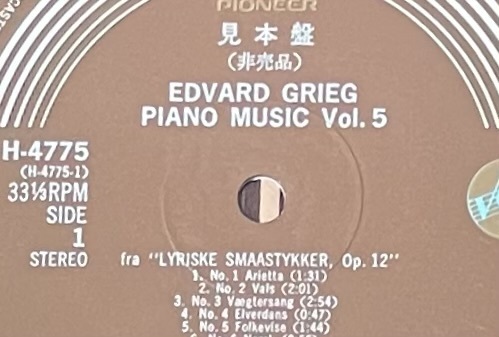 PIONEER
見本盤
(非売品)
EDVARD GRIEG
PIANO MUSIC Vol. 5
H-4775
(H-4775-1)
33⅓RPM
SIDE
1
STEREO
fra "LYRISKE SMAASTYKKER, Op. 12"
1. No. 1 Arietta (1:31)
2. No. 2 Vals (2:01)
3. No. 3 Vægtersang (2:54)
4. No. 4 Elverdans (0:47)
5. No. 5 Folkevise (1:44)